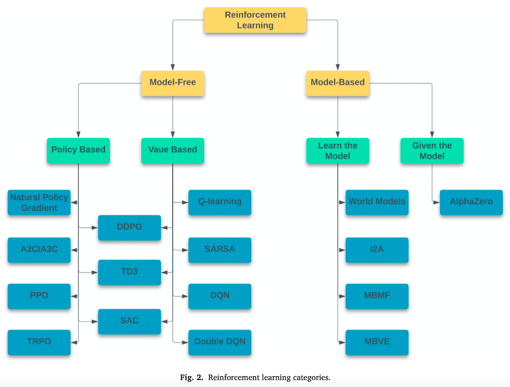 Reinforcement
Learning
Model-Free
Model-Based
Policy Based
Vaue Based
Learn the
Model
Given the
Model
Natural Policy
Gradient
Q-learning
World Models
AlphaZero
DDPG
A2C/A3C
SARSA
I2A
TD3
PPD
DQN
MBMF
SAC
TRPO
Double DQN
MBVE
Fig. 2. Reinforcement learning categories.